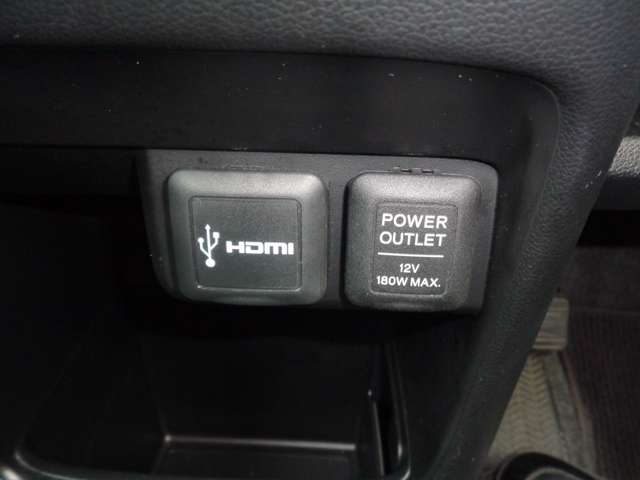 HDMI
POWER
OUTLET
12V
180W MAX.